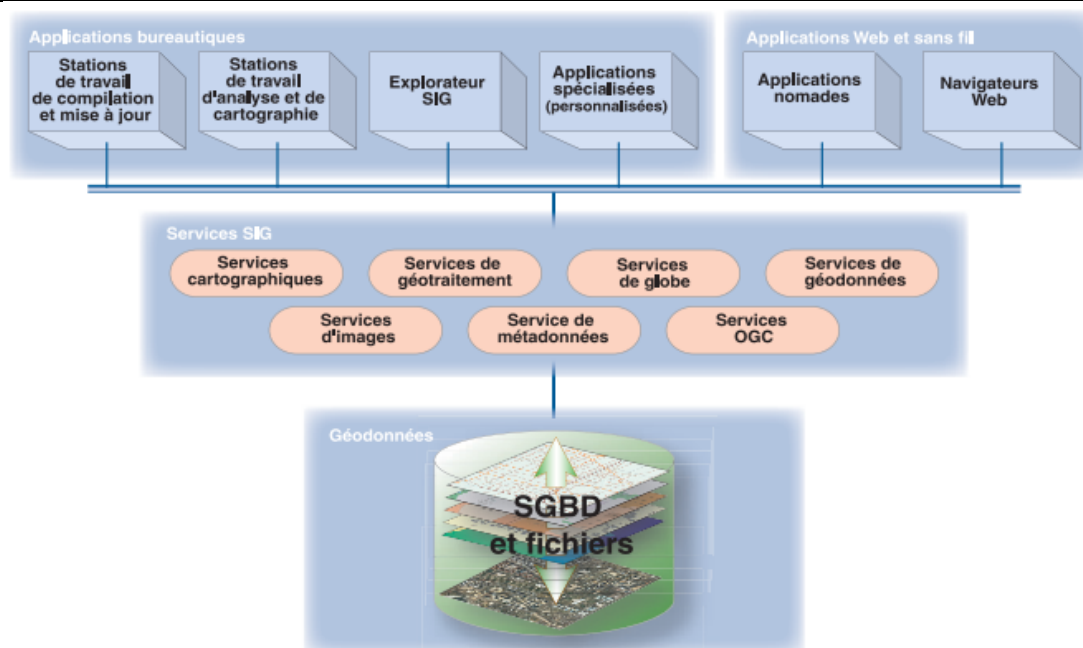 Applications bureautiques
Stations
de travail
de compilation
et mise à jour
Stations
de travail
d'analyse et de
cartographie
Explorateur
SIG
Applications
spécialisées
(personnalisées)
Applications Web et sans fil
Applications
nomades
Navigateurs
Web
Services SIG
Services
cartographiques
Services de
géotraitement
Services
de globe
Services de
géodonnées
Services
d'images
Service de
métadonnées
Services
OGC
Géodonnées
SGBD
et fichiers